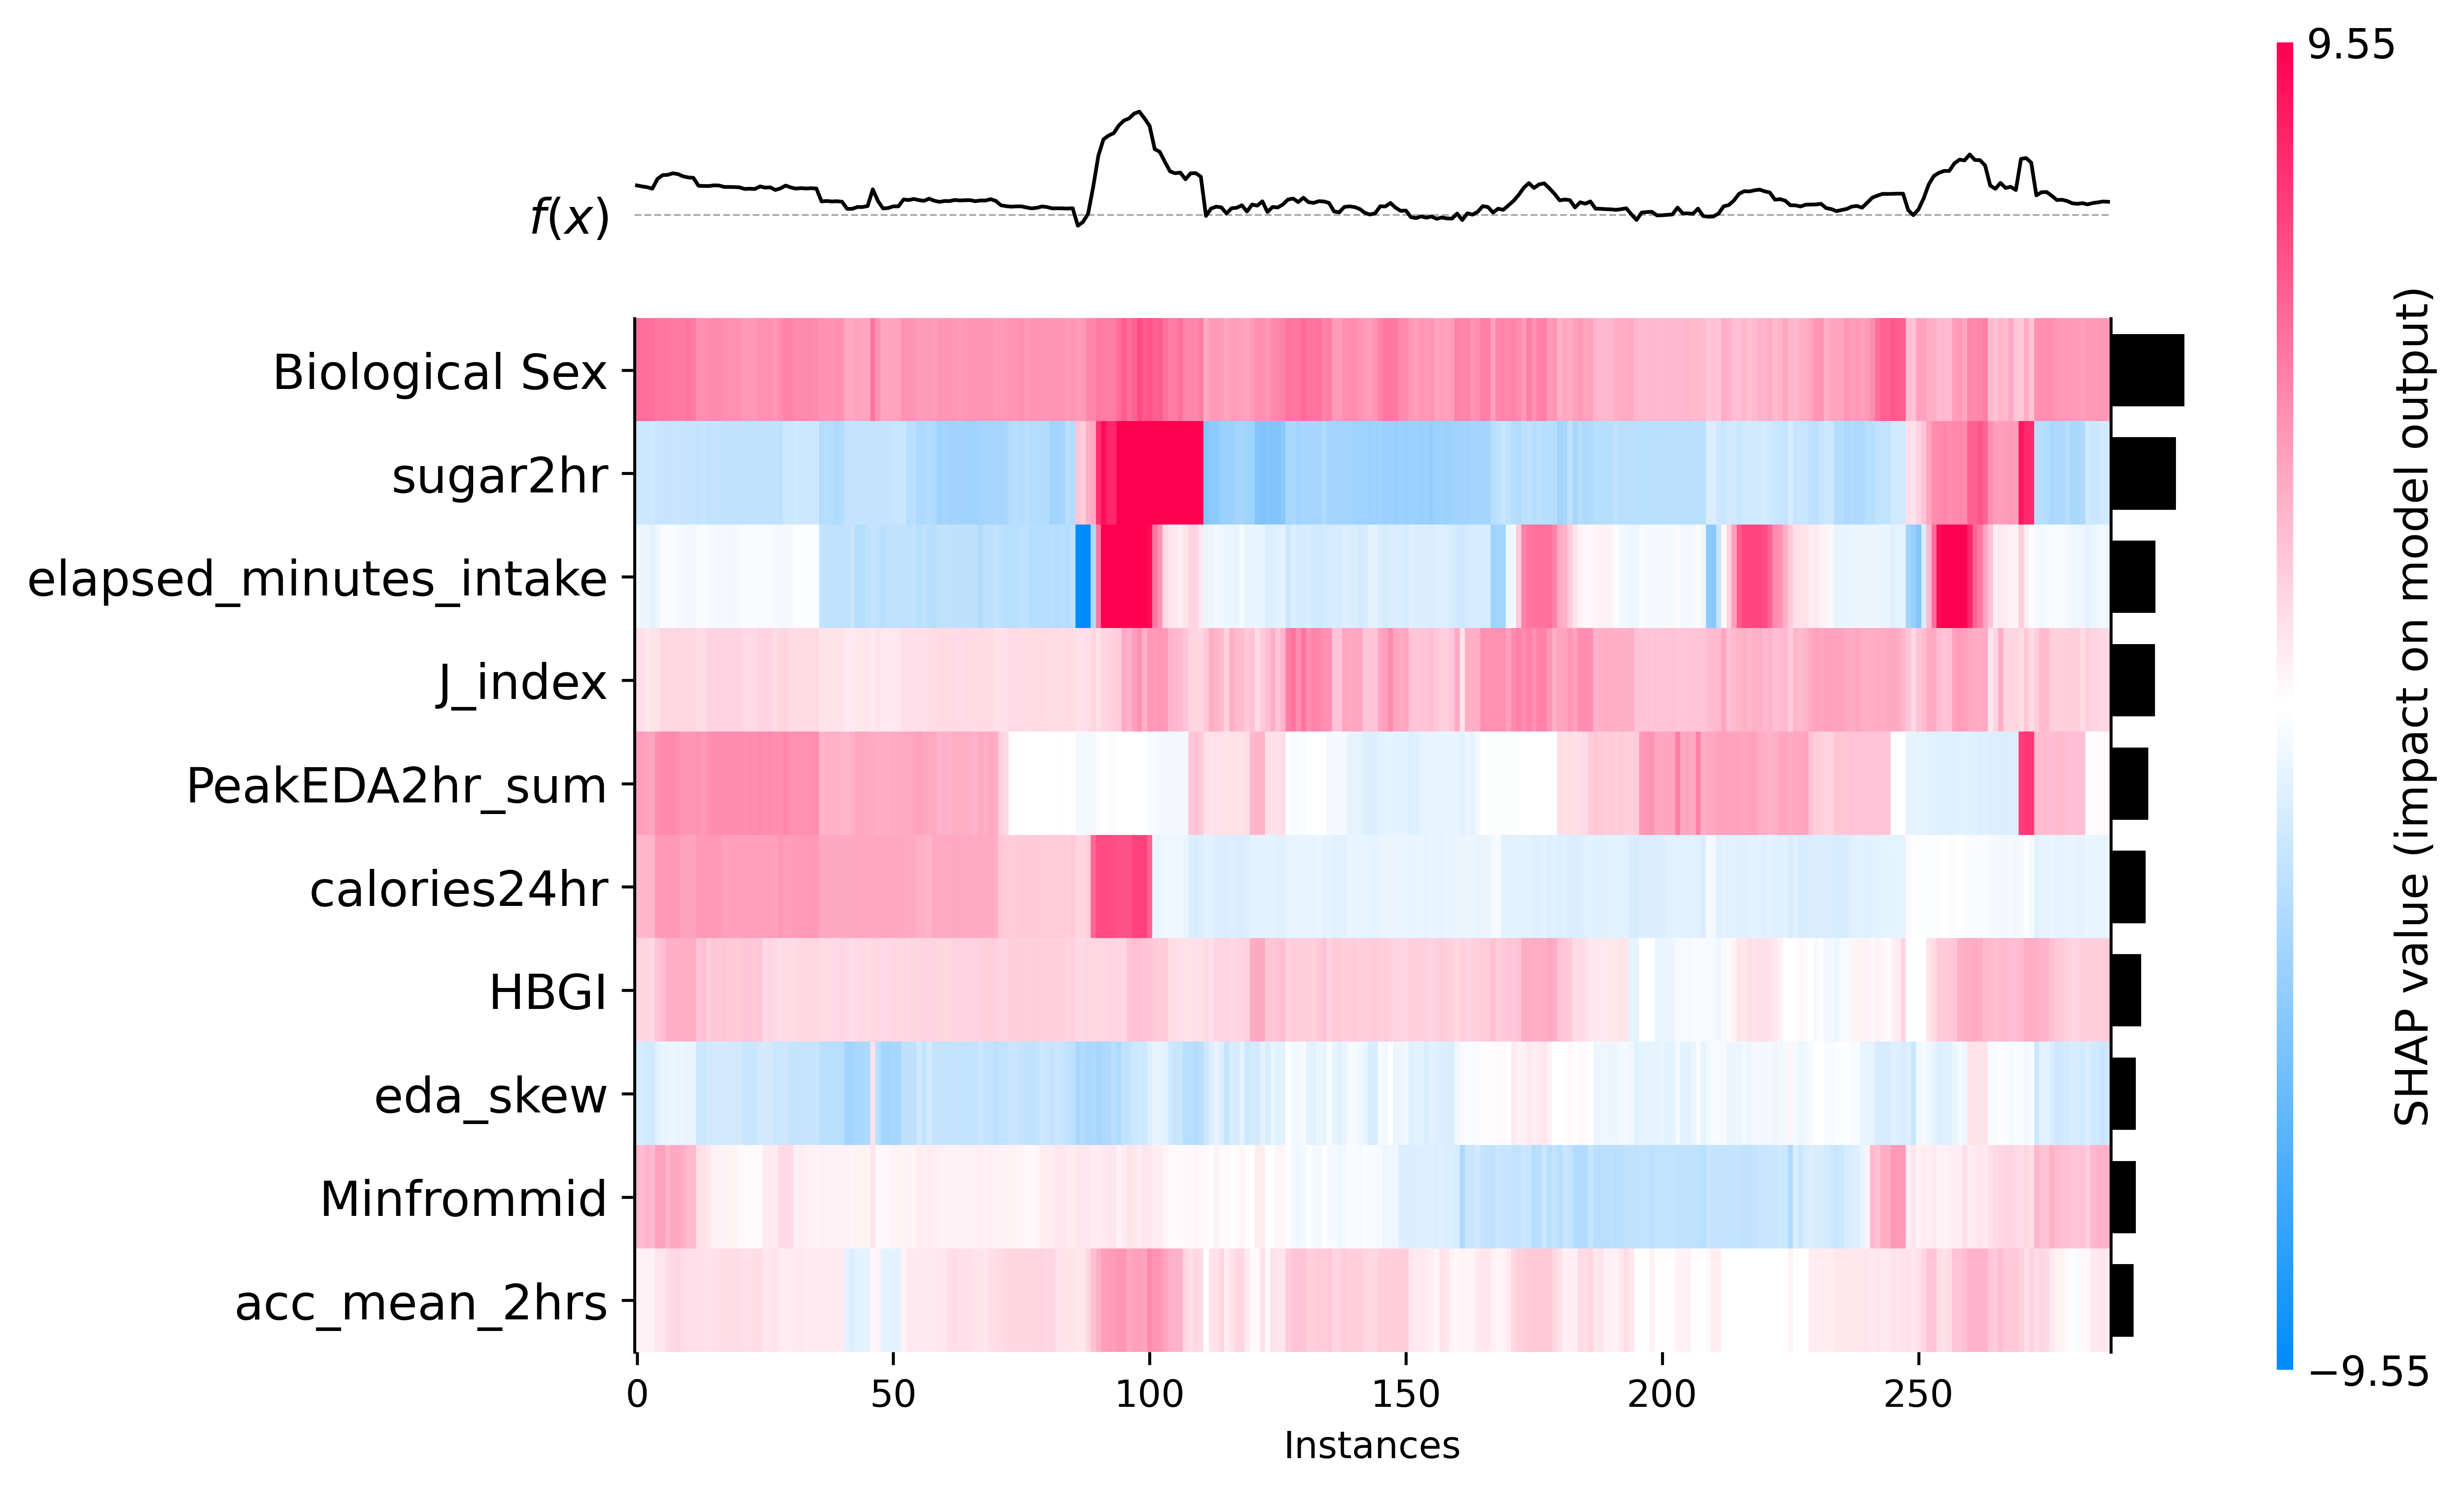 9.55
f(x)
Biological Sex
sugar2hr
elapsed_minutes_intake
J_index
PeakEDA2hr_sum
calories24hr
HBGI
eda_skew
Minfrommid
acc_mean_2hrs
0 50 100 150 200 250
Instances
SHAP value (impact on model output)
−9.55